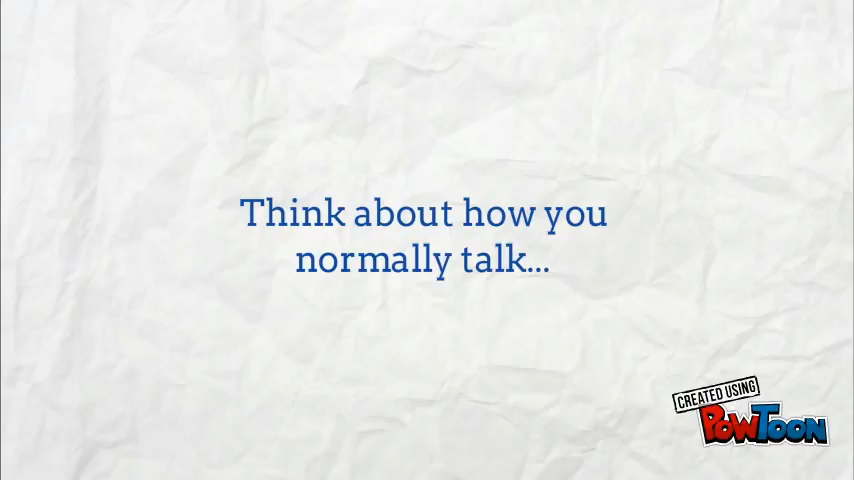 Think about how you
normally talk...
CREATED USING
POWTOON